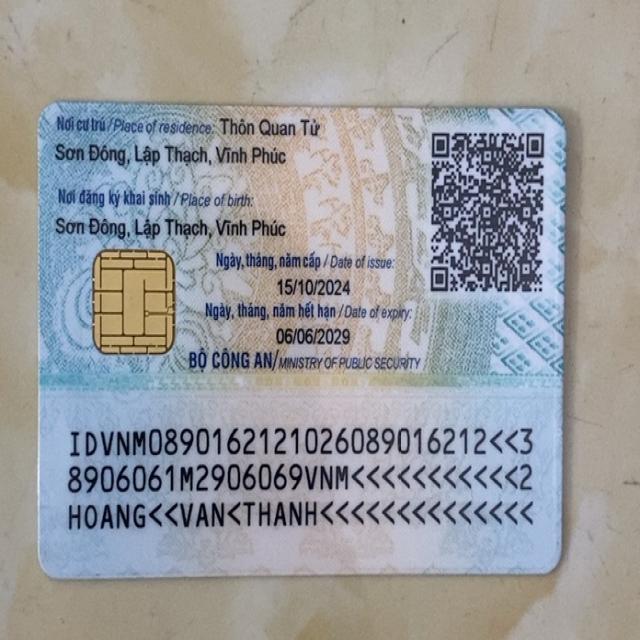 Nơi cư trú / Place of residence: Thôn Quan Tử
Sơn Đông, Lập Thạch, Vĩnh Phúc
Nơi đăng ký khai sinh / Place of birth:
Sơn Đông, Lập Thạch, Vĩnh Phúc
Ngày, tháng, năm cấp / Date of issue:
15/10/2024
Ngày, tháng, năm hết hạn / Date of expiry:
06/06/2029
BỘ CÔNG AN/MINISTRY OF PUBLIC SECURITY
IDVNM0890162121026089016212<<3
8906061M2906069VNM<<<<<<<<<<<2
HOANG<<VAN<THANH<<<<<<<<<<<<<<